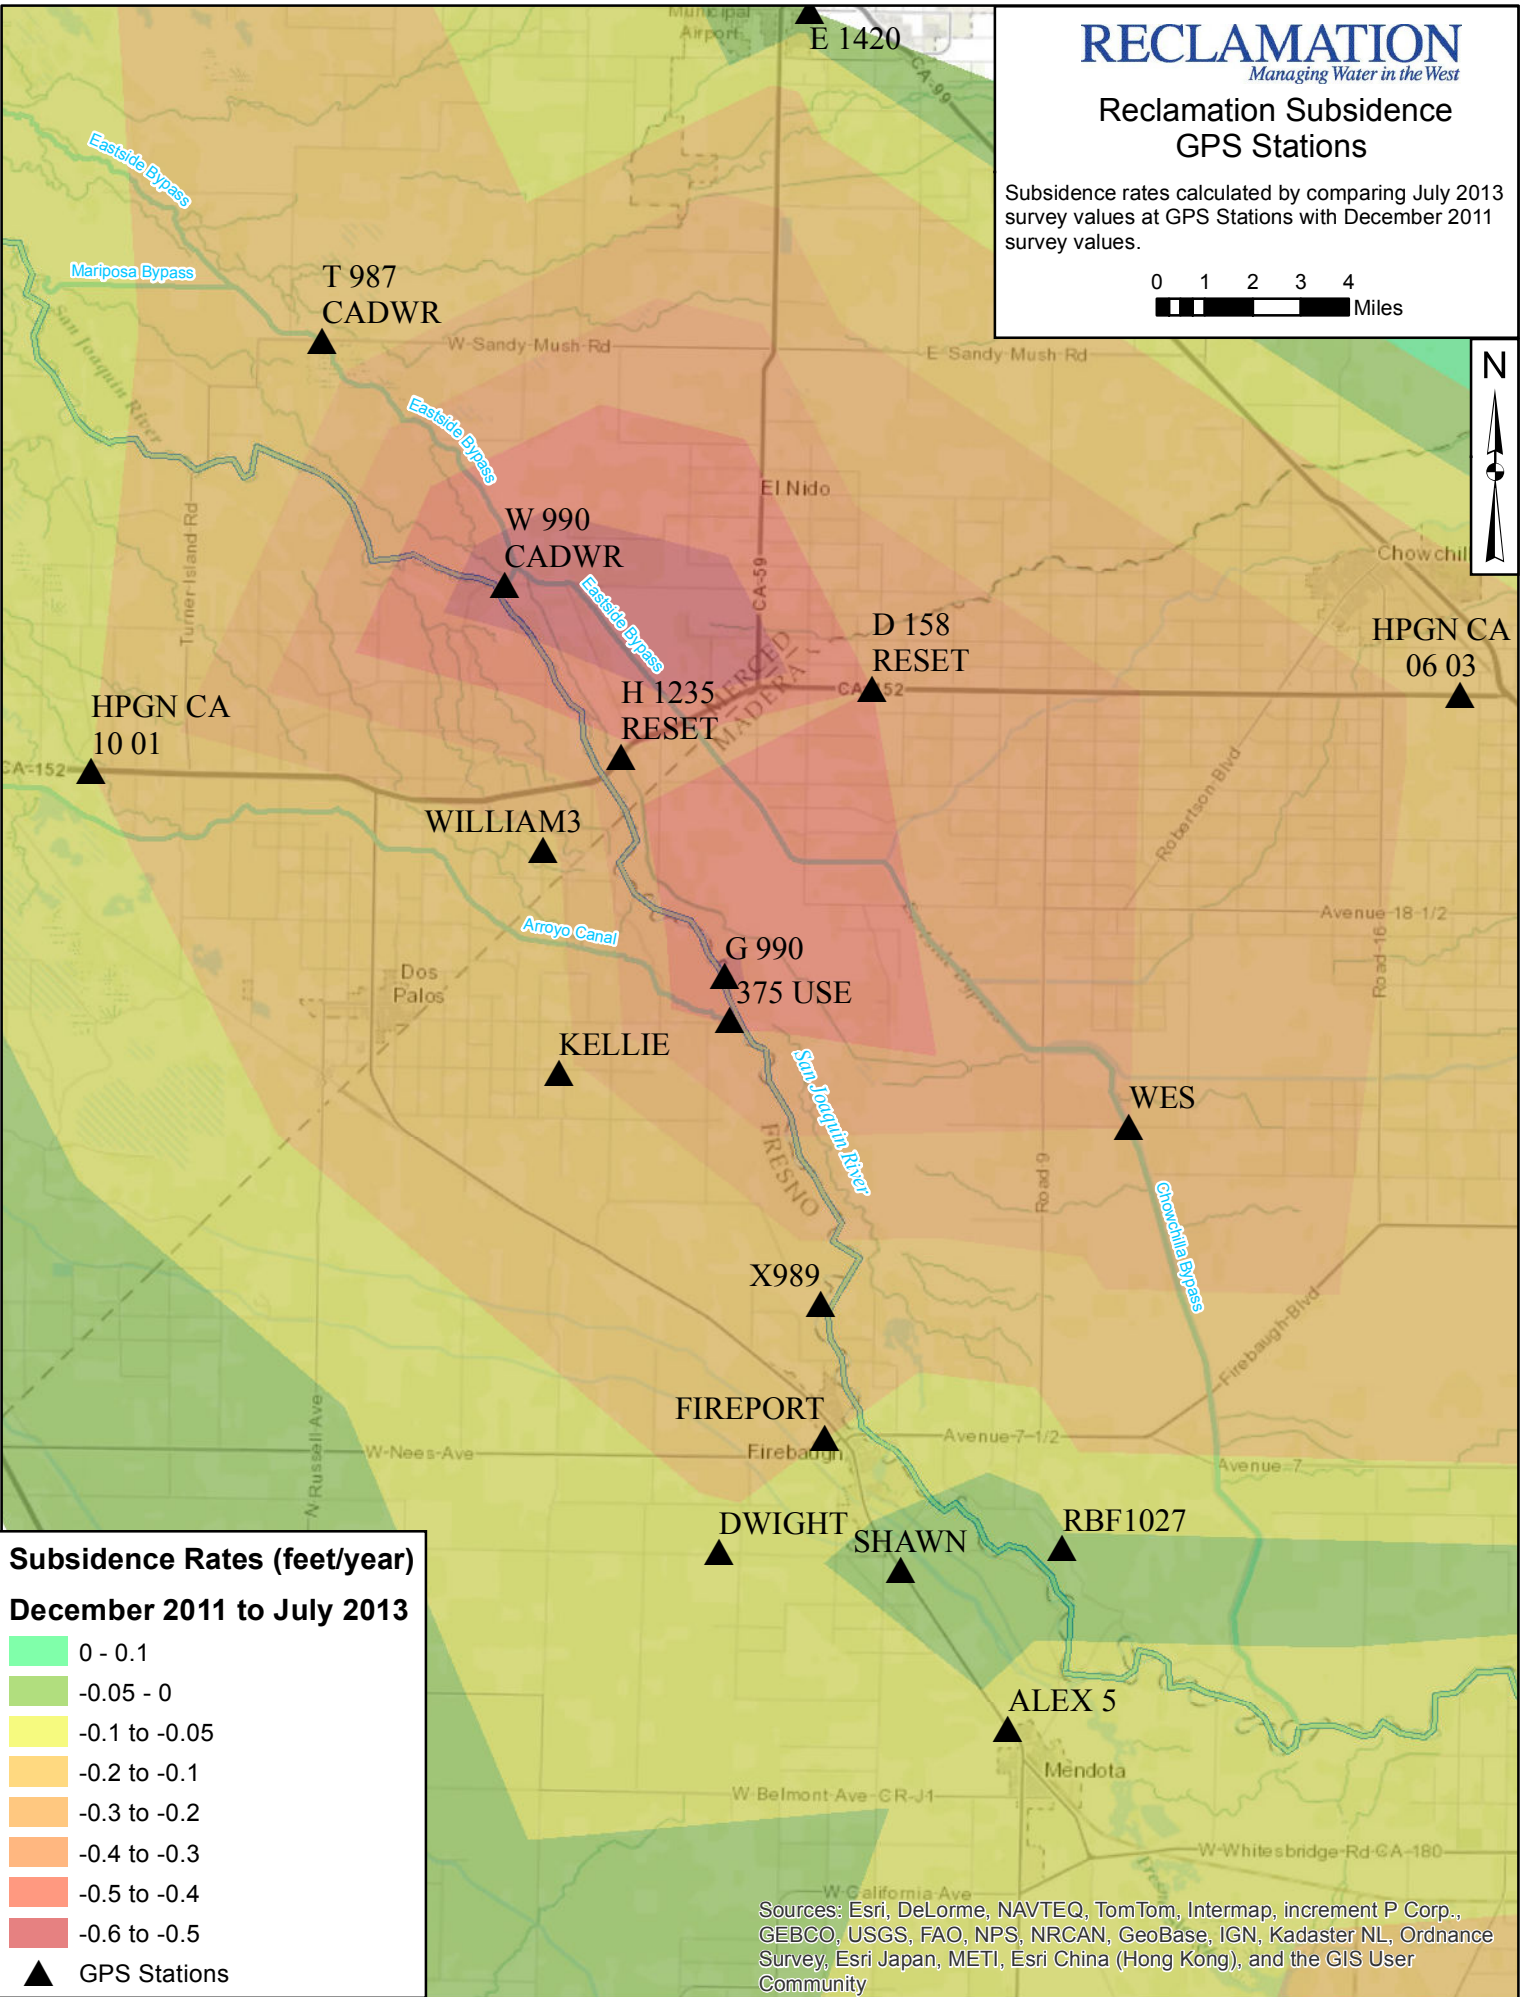 Municipal
Airport
E 1420
CA-99
RECLAMATION
Managing Water in the West
Reclamation Subsidence
GPS Stations
Subsidence rates calculated by comparing July 2013
survey values at GPS Stations with December 2011
survey values.
0 1 2 3 4
Miles
N
Eastside Bypass
Mariposa Bypass
San Joaquin River
T 987
CADWR
W-Sandy-Mush-Rd
E-Sandy-Mush-Rd
Eastside Bypass
El Nido
W 990
CADWR
Turner-Island-Rd
CA-59
Eastside Bypass
Chowchil
D 158
RESET
HPGN CA
06 03
MERCED
MADERA
CA-152
H 1235
RESET
HPGN CA
10 01
CA-152
WILLIAM3
Robertson-Blvd
Arroyo Canal
Avenue-18-1/2
Road-16
G 990
375 USE
Dos
Palos
KELLIE
San Joaquin River
FRESNO
WES
Road-9
Chowchilla Bypass
X989
Firebaugh-Blvd
FIREPORT
Firebaugh
Avenue-7-1/2
Avenue-7
W-Nees-Ave
N-Russell-Ave
DWIGHT
SHAWN
RBF1027
ALEX 5
Mendota
W-Belmont-Ave-CR-J1
W-Whitesbridge-Rd-CA-180
W-California-Ave
Subsidence Rates (feet/year)
December 2011 to July 2013
0 - 0.1
-0.05 - 0
-0.1 to -0.05
-0.2 to -0.1
-0.3 to -0.2
-0.4 to -0.3
-0.5 to -0.4
-0.6 to -0.5
GPS Stations
Sources: Esri, DeLorme, NAVTEQ, TomTom, Intermap, increment P Corp.,
GEBCO, USGS, FAO, NPS, NRCAN, GeoBase, IGN, Kadaster NL, Ordnance
Survey, Esri Japan, METI, Esri China (Hong Kong), and the GIS User
Community